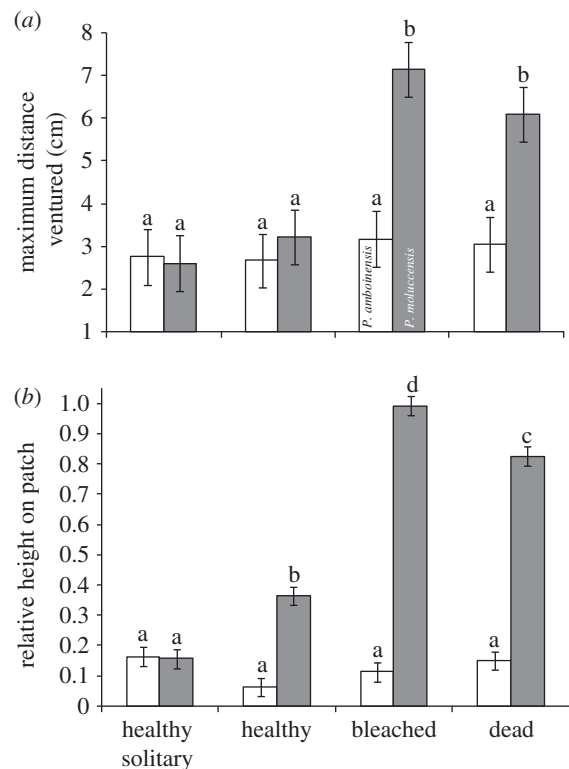 (a)
8
7
6
5
4
3
2
1
maximum distance
ventured (cm)
a
a
a
a
a
b
a
b
P. amboinensis
P. moluccensis
(b)
1.0
0.9
0.8
0.7
0.6
0.5
0.4
0.3
0.2
0.1
0
relative height on patch
a
a
a
b
a
d
a
c
healthy
solitary
healthy
bleached
dead